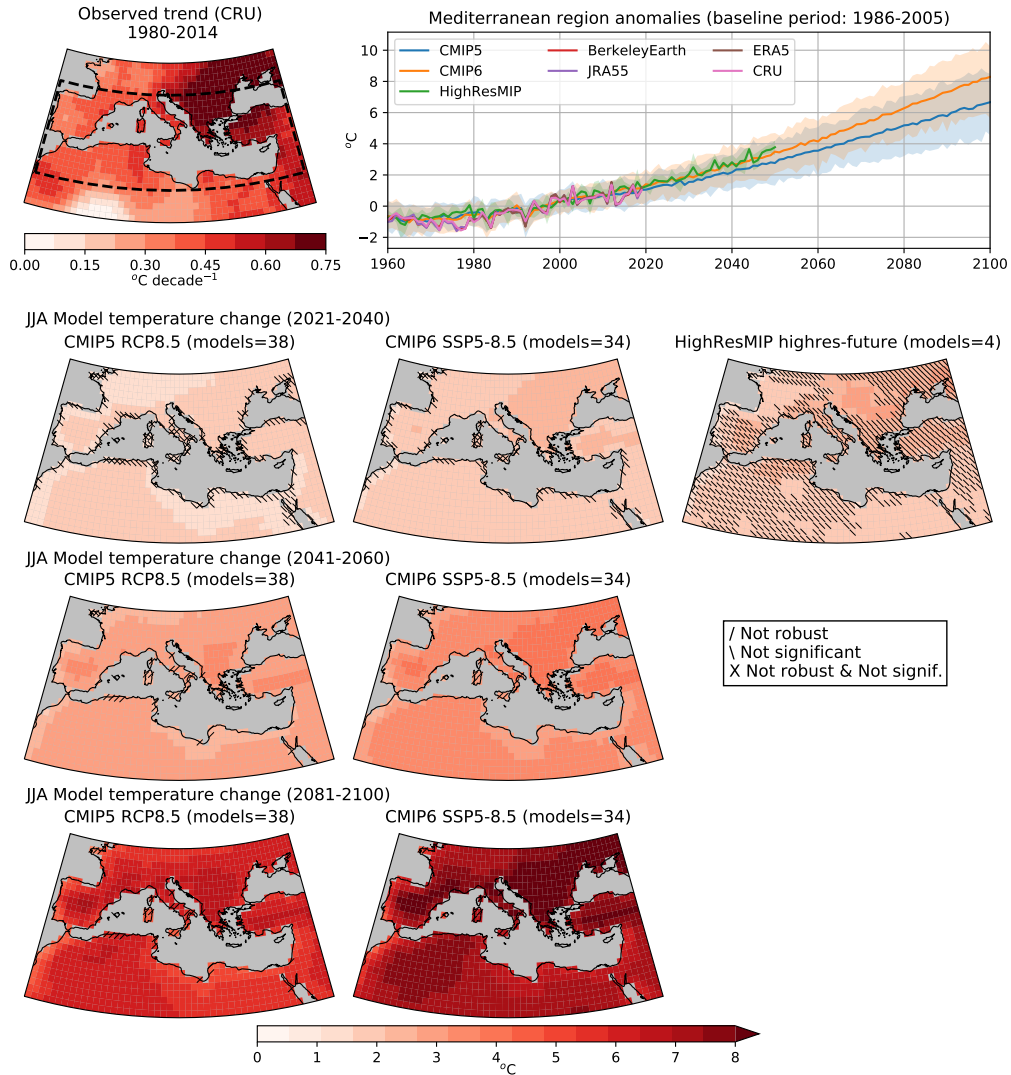 Observed trend (CRU)
1980-2014
0.00 0.15 0.30 0.45 0.60 0.75
°C decade⁻¹
Mediterranean region anomalies (baseline period: 1986-2005)
CMIP5
CMIP6
HighResMIP
BerkeleyEarth
JRA55
ERA5
CRU
°C
10
8
6
4
2
0
−2
1960 1980 2000 2020 2040 2060 2080 2100
JJA Model temperature change (2021-2040)
CMIP5 RCP8.5 (models=38)
CMIP6 SSP5-8.5 (models=34)
HighResMIP highres-future (models=4)
JJA Model temperature change (2041-2060)
CMIP5 RCP8.5 (models=38)
CMIP6 SSP5-8.5 (models=34)
/ Not robust
\ Not significant
X Not robust & Not signif.
JJA Model temperature change (2081-2100)
CMIP5 RCP8.5 (models=38)
CMIP6 SSP5-8.5 (models=34)
0 1 2 3 4 5 6 7 8
°C